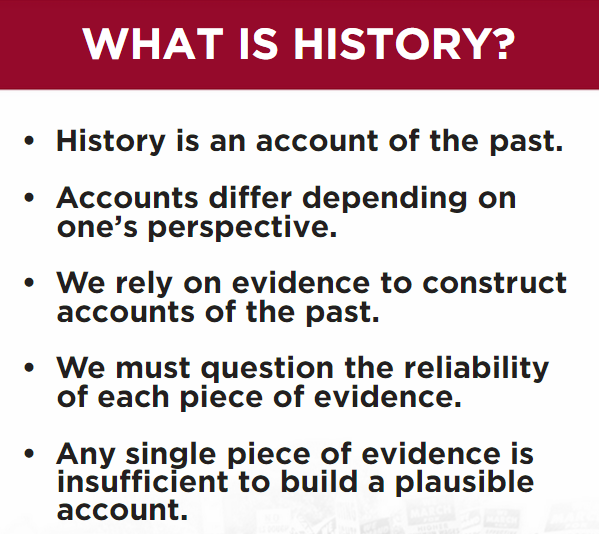 WHAT IS HISTORY?
• History is an account of the past.
• Accounts differ depending on
one’s perspective.
• We rely on evidence to construct
accounts of the past.
• We must question the reliability
of each piece of evidence.
• Any single piece of evidence is
insufficient to build a plausible
account.